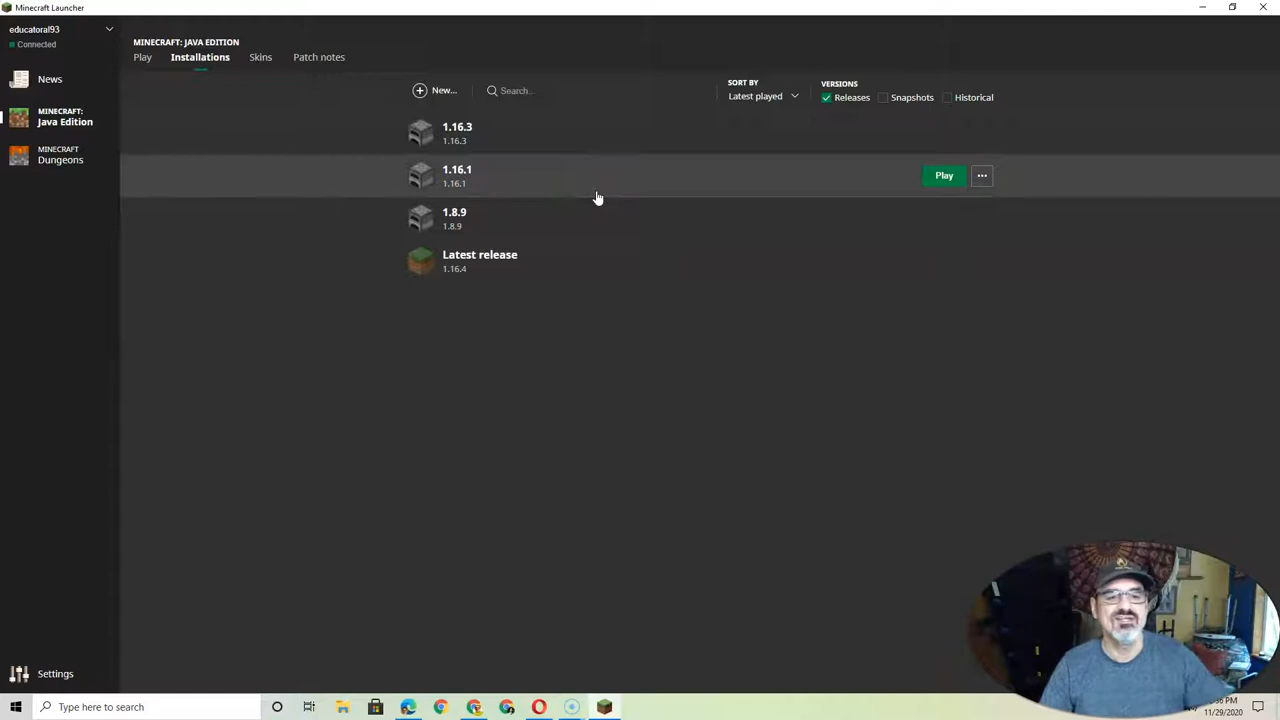 Minecraft Launcher
educatoral93
Connected
News
MINECRAFT:
Java Edition
MINECRAFT
Dungeons
Settings
MINECRAFT: JAVA EDITION
Play Installations Skins Patch notes
New... Search... SORT BY Latest played VERSIONS Releases Snapshots Historical
1.16.3
1.16.3
1.16.1
1.16.1
Play
1.8.9
1.8.9
Latest release
1.16.4
Type here to search
11/29/2020